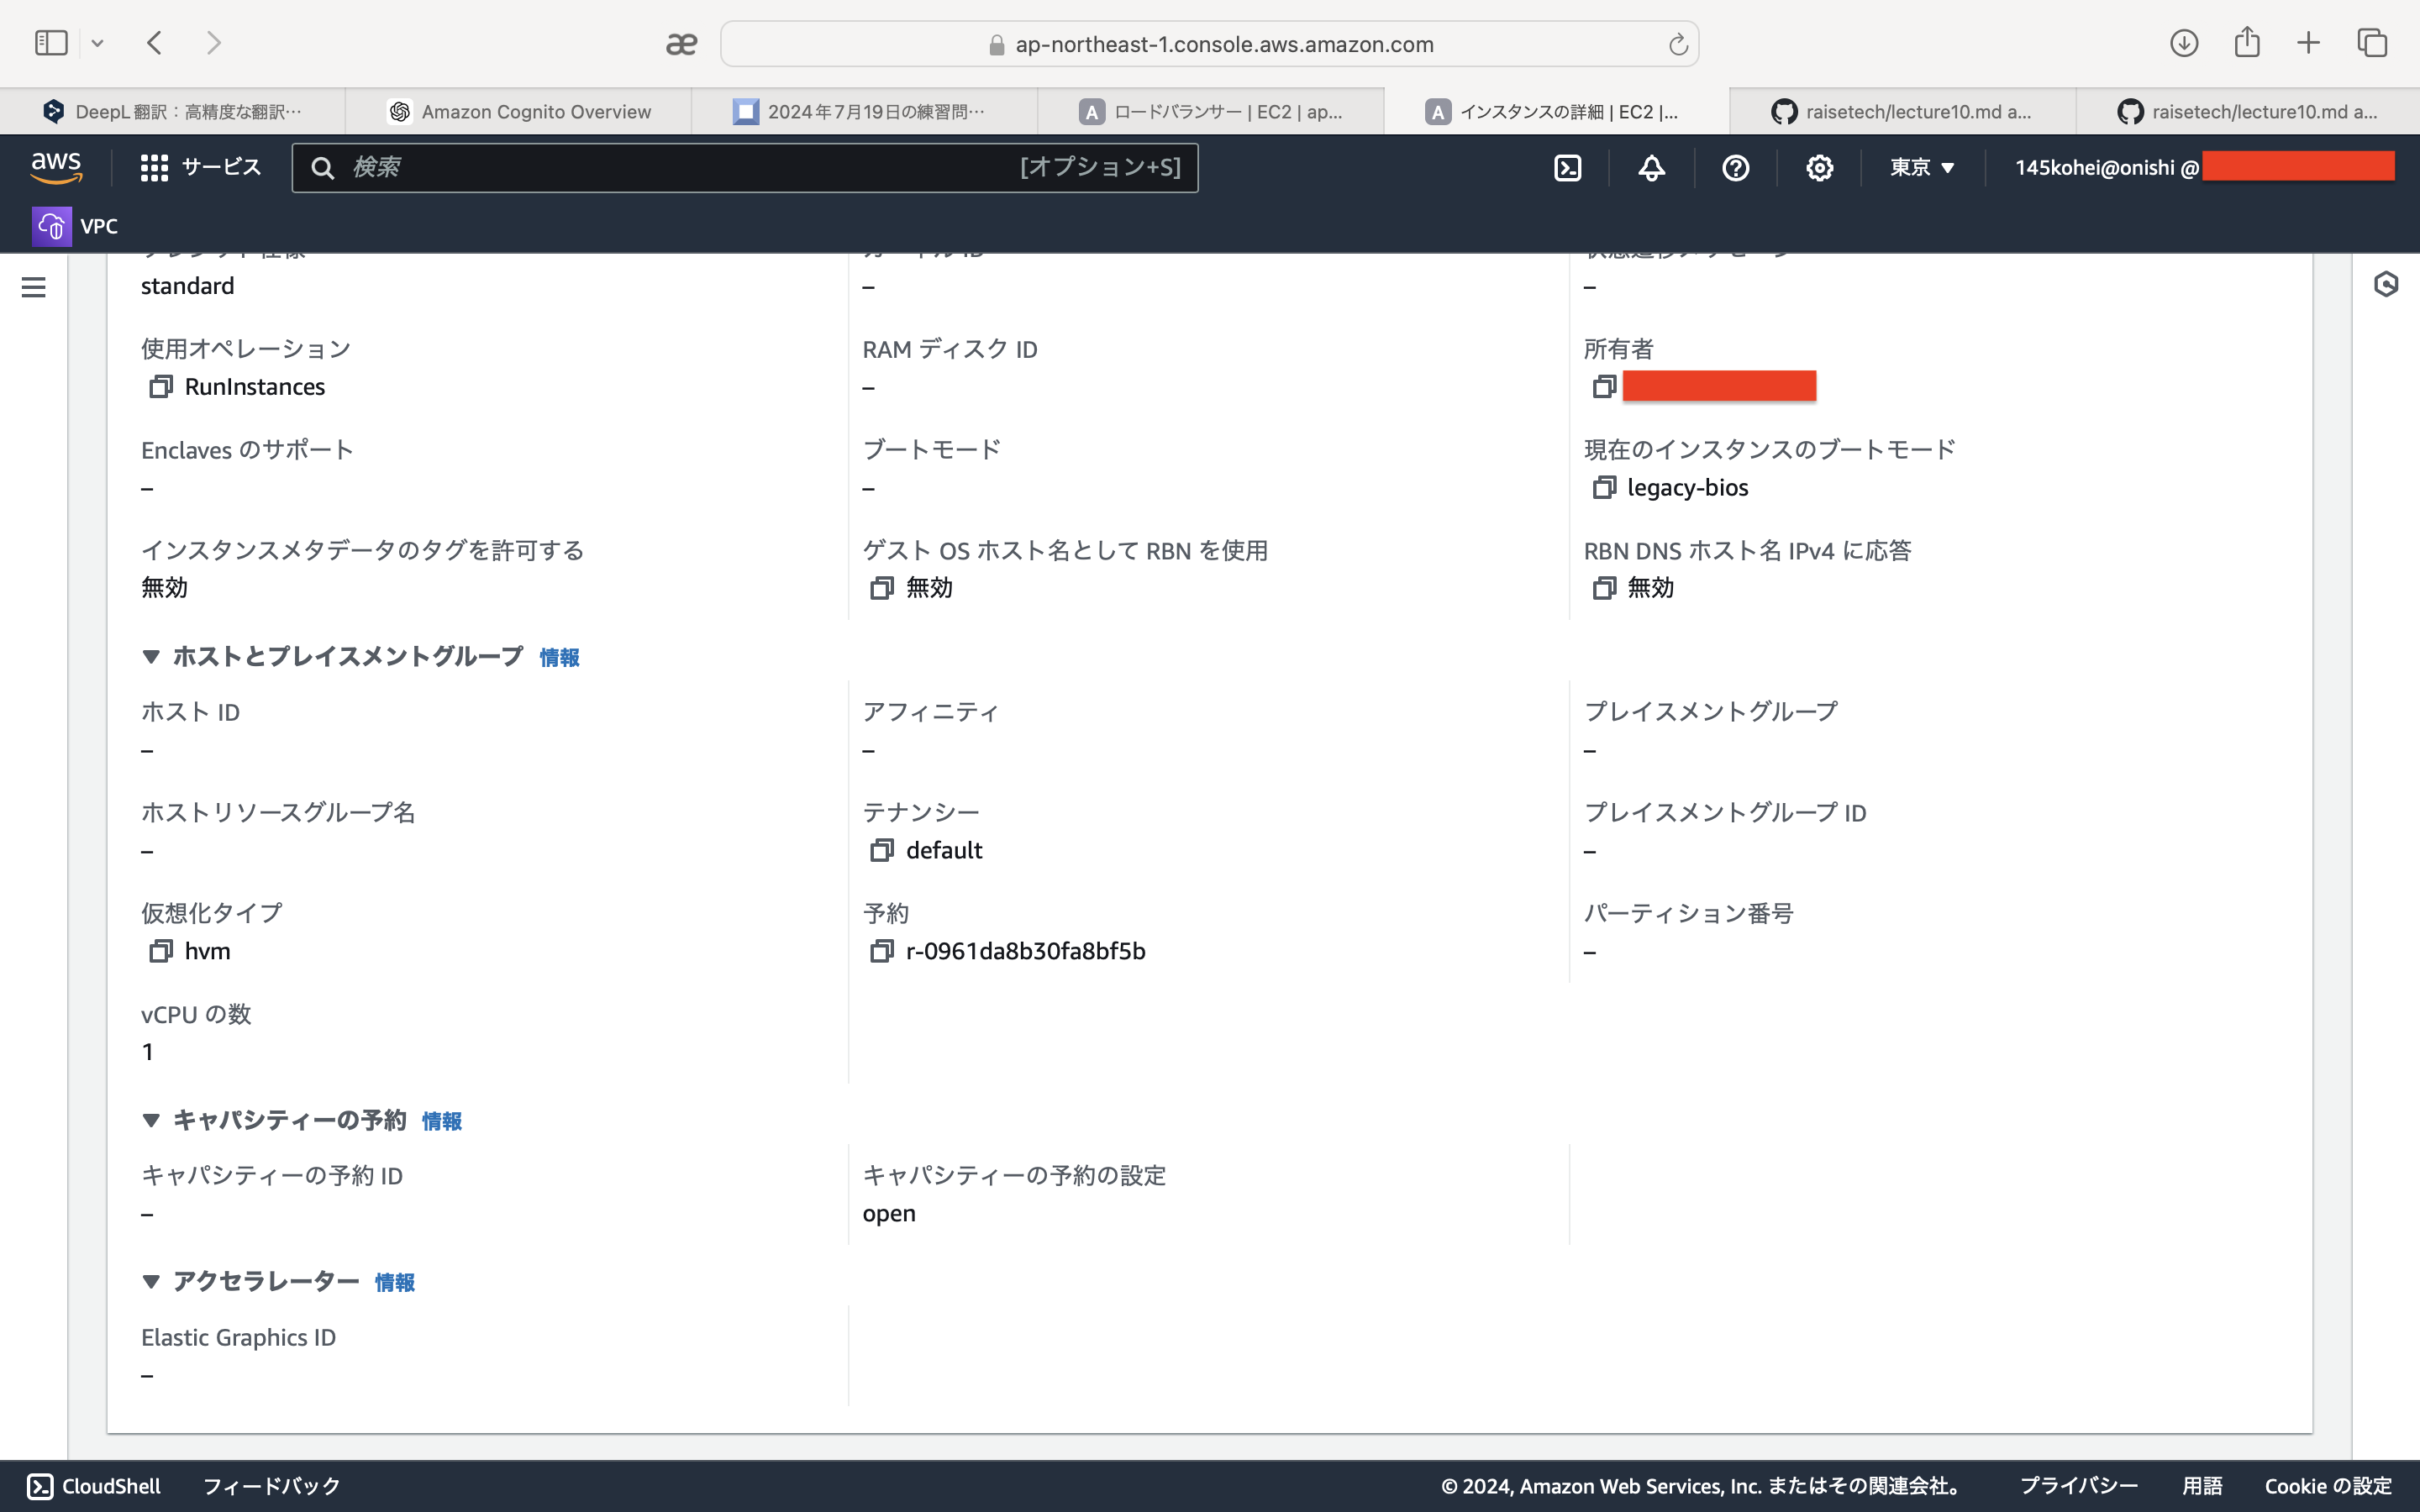 ap-northeast-1.console.aws.amazon.com
DeepL 翻訳：高精度な翻訳…
Amazon Cognito Overview
2024年7月19日の練習問…
ロードバランサー | EC2 | ap...
インスタンスの詳細 | EC2 |...
raisetech/lecture10.md a...
raisetech/lecture10.md a...
aws
サービス
検索
[オプション+S]
東京 ▼
145kohei@onishi @
VPC
standard
–
–
使用オペレーション
RAM ディスク ID
所有者
RunInstances
–
Enclaves のサポート
ブートモード
現在のインスタンスのブートモード
–
–
legacy-bios
インスタンスメタデータのタグを許可する
ゲスト OS ホスト名として RBN を使用
RBN DNS ホスト名 IPv4 に応答
無効
無効
無効
▼ ホストとプレイスメントグループ 情報
ホスト ID
アフィニティ
プレイスメントグループ
–
–
–
ホストリソースグループ名
テナンシー
プレイスメントグループ ID
–
default
–
仮想化タイプ
予約
パーティション番号
hvm
r-0961da8b30fa8bf5b
–
vCPU の数
1
▼ キャパシティーの予約 情報
キャパシティーの予約 ID
キャパシティーの予約の設定
–
open
▼ アクセラレーター 情報
Elastic Graphics ID
–
CloudShell
フィードバック
© 2024, Amazon Web Services, Inc. またはその関連会社。
プライバシー
用語
Cookie の設定